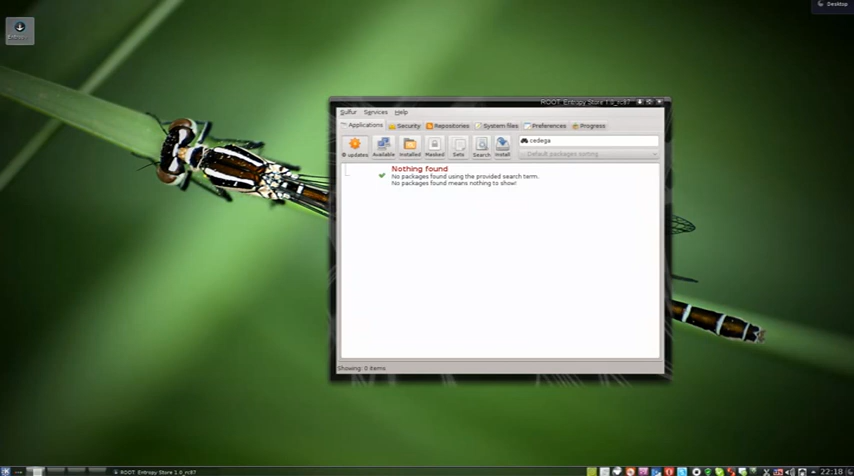 Desktop
ROOT: Entropy Store 1.0_rc87
Sulfur Services Help
Applications Security Repositories System files Preferences Progress
updates Available Installed Masked Sets Search Install
cedega
Default packages sorting
Nothing found
No packages found using the provided search term.
No packages found means nothing to show!
Showing: 0 items
ROOT: Entropy Store 1.0_rc87
22:18